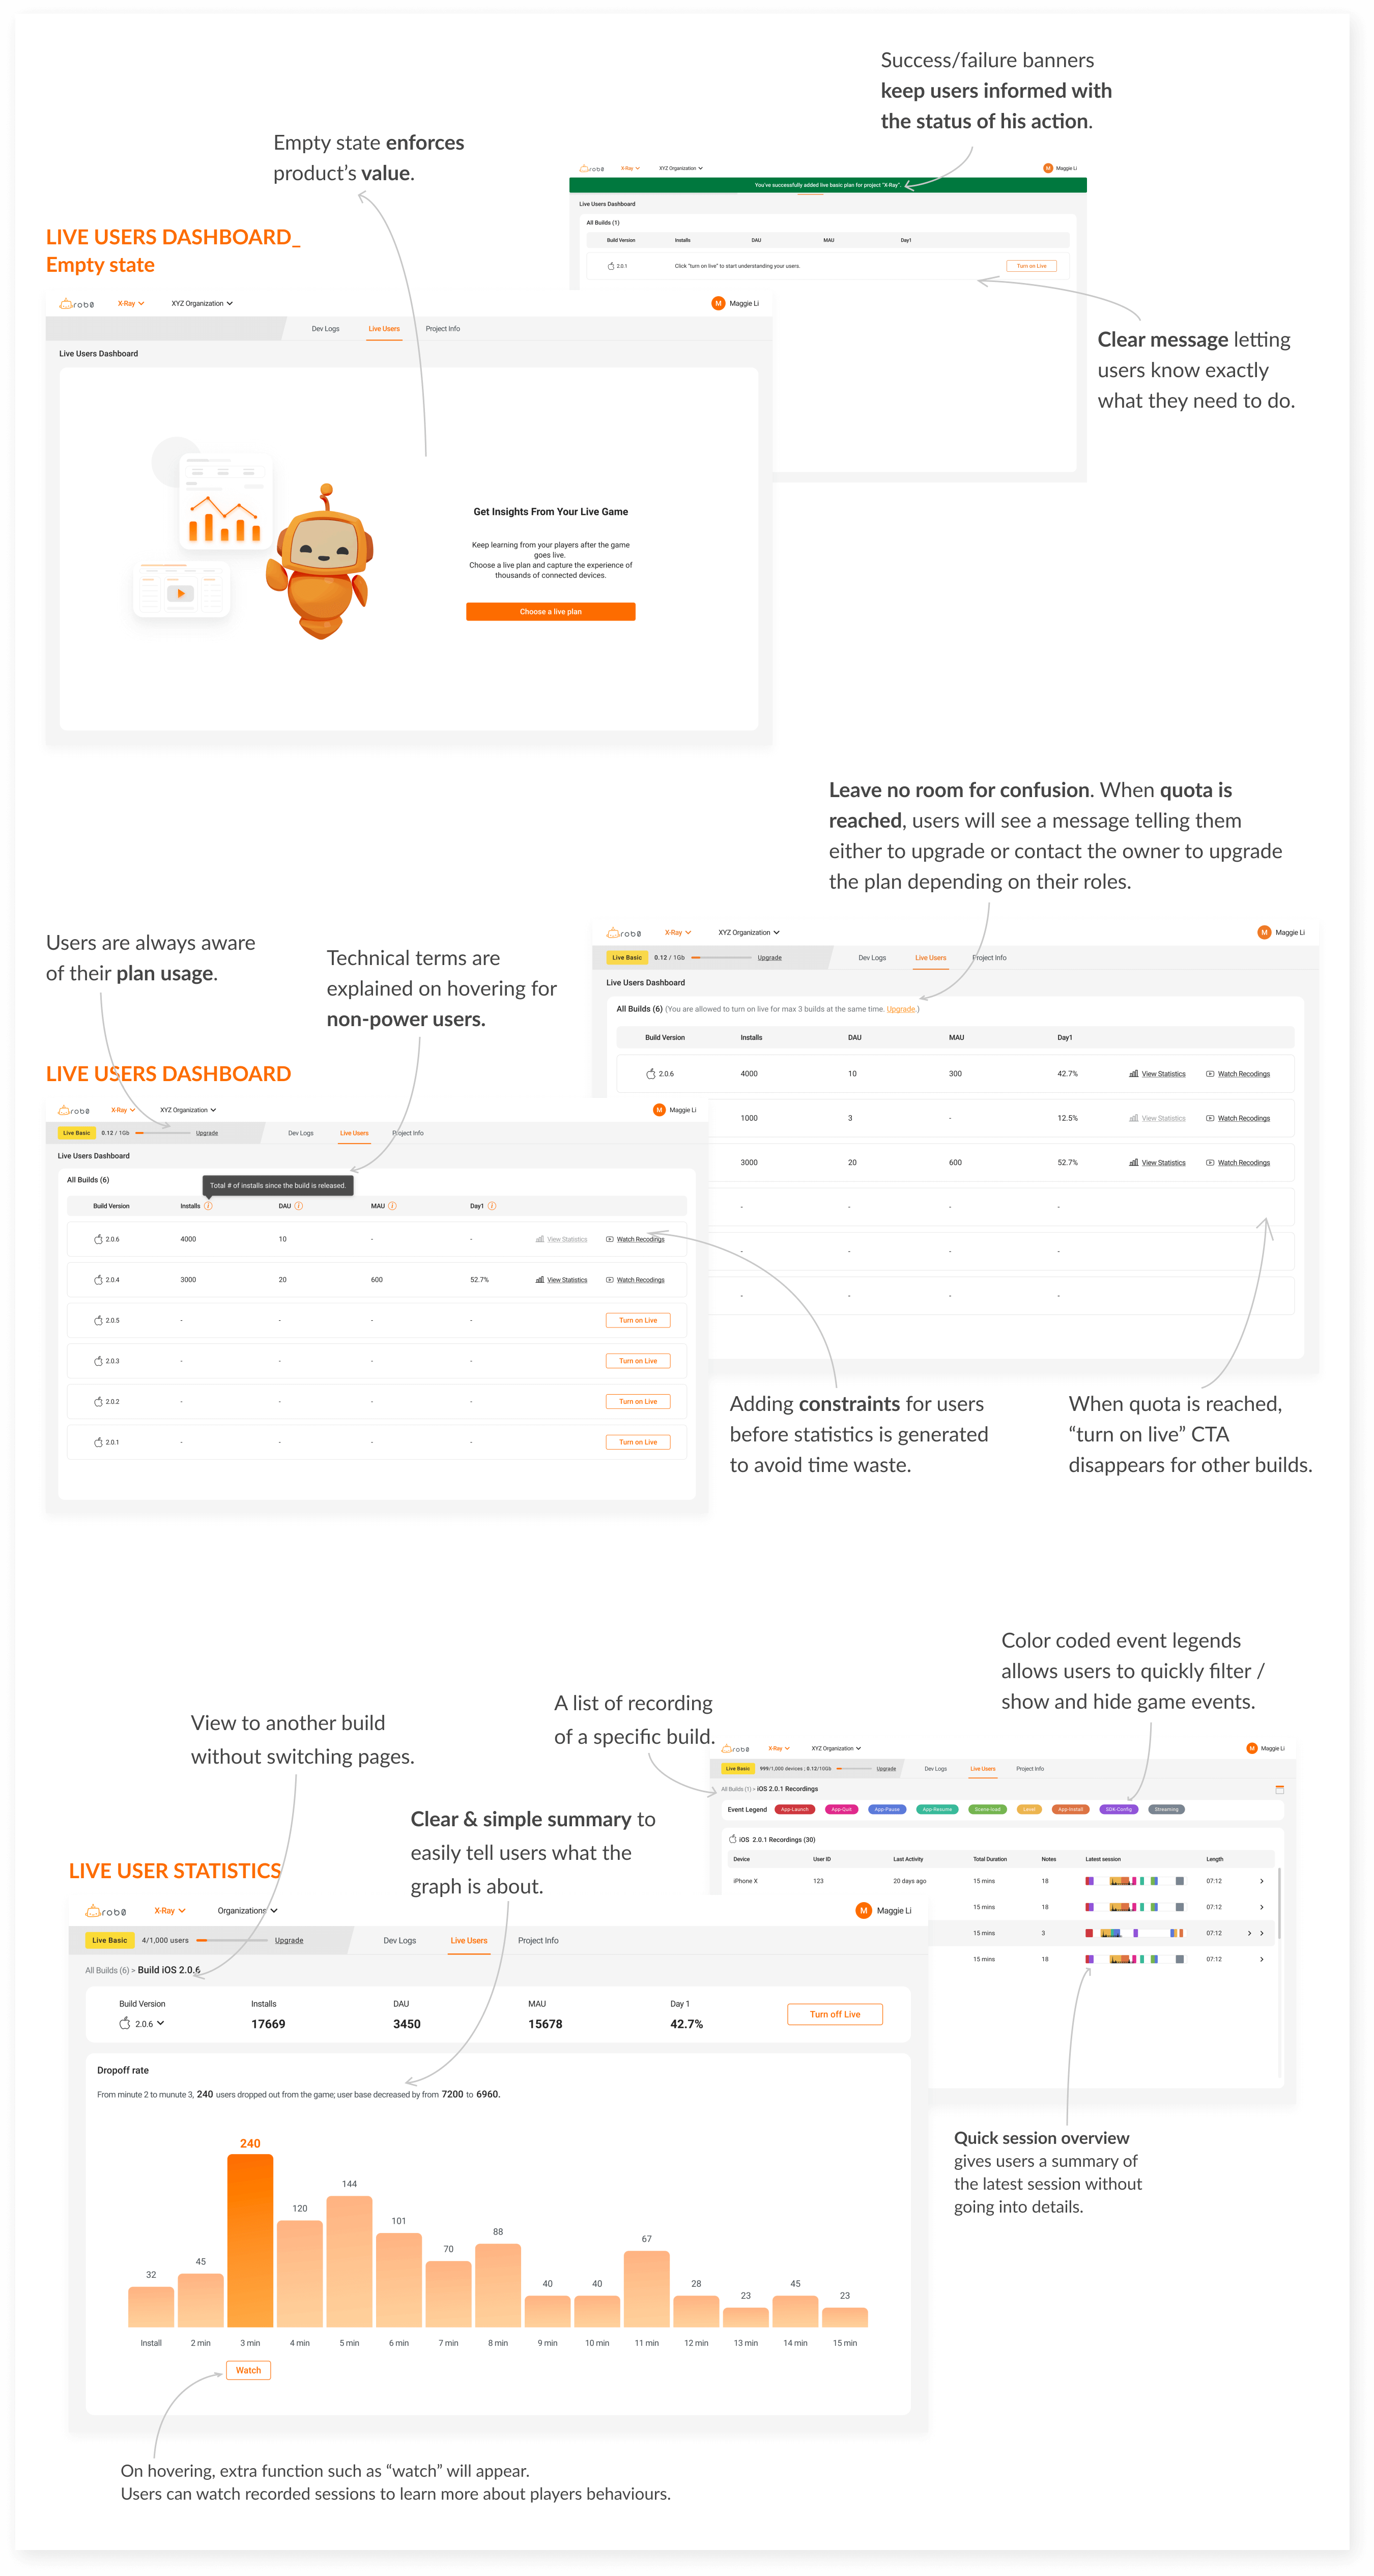 Success/failure banners
keep users informed with
the status of his action.
Empty state enforces
product's value.
rob0
X-Ray
XYZ Organization
M
Maggie Li
You've successfully added live basic plan for project "X-Ray".
Live Users Dashboard
All Builds (1)
Build Version
Installs
DAU
MAU
Day1
2.0.1
Click "turn on live" to start understanding your users.
Turn on Live
Clear message letting
users know exactly
what they need to do.
LIVE USERS DASHBOARD_
Empty state
rob0
X-Ray
XYZ Organization
M
Maggie Li
Dev Logs
Live Users
Project Info
Live Users Dashboard
Get Insights From Your Live Game
Keep learning from your players after the game
goes live.
Choose a live plan and capture the experience of
thousands of connected devices.
Choose a live plan
Leave no room for confusion. When quota is
reached, users will see a message telling them
either to upgrade or contact the owner to upgrade
the plan depending on their roles.
Users are always aware
of their plan usage.
Technical terms are
explained on hovering for
non-power users.
rob0
X-Ray
XYZ Organization
M
Maggie Li
Live Basic
0.12 / 1Gb
Upgrade
Dev Logs
Live Users
Project Info
Live Users Dashboard
All Builds (6) (You are allowed to turn on live for max 3 builds at the same time. Upgrade.)
Build Version
Installs
DAU
MAU
Day1
2.0.6
4000
10
300
42.7%
View Statistics
Watch Recodings
1000
3
-
12.5%
View Statistics
Watch Recodings
3000
20
600
52.7%
View Statistics
Watch Recodings
- - - -
- - - -
- - - -
LIVE USERS DASHBOARD
rob0
X-Ray
XYZ Organization
M
Maggie Li
Live Basic
0.12 / 1Gb
Upgrade
Dev Logs
Live Users
Project Info
Live Users Dashboard
All Builds (6)
Total # of installs since the build is released.
Build Version
Installs
DAU
MAU
Day1
2.0.6
4000
10
-
-
View Statistics
Watch Recodings
2.0.4
3000
20
600
52.7%
View Statistics
Watch Recodings
2.0.5
- - - -
Turn on Live
2.0.3
- - - -
Turn on Live
2.0.2
- - - -
Turn on Live
2.0.1
- - - -
Turn on Live
Adding constraints for users
before statistics is generated
to avoid time waste.
When quota is reached,
“turn on live” CTA
disappears for other builds.
Color coded event legends
allows users to quickly filter /
show and hide game events.
A list of recording
of a specific build.
View to another build
without switching pages.
Clear & simple summary to
easily tell users what the
graph is about.
rob0
X-Ray
XYZ Organization
M
Maggie Li
Live Basic
999/1,000 devices ; 0.12/10Gb
Upgrade
Dev Logs
Live Users
Project Info
All Builds (1) > iOS 2.0.1 Recordings
Event Legend
App-Launch
App-Quit
App-Pause
App-Resume
Scene-load
Level
App-Install
SDK-Config
Streaming
iOS 2.0.1 Recordings (30)
Device
User ID
Last Activity
Total Duration
Notes
Latest session
Length
iPhone X
123
20 days ago
15 mins
18
07:12
15 mins
18
07:12
15 mins
3
07:12
15 mins
18
07:12
LIVE USER STATISTICS
rob0
X-Ray
Organizations
M
Maggie Li
Live Basic
4/1,000 users
Upgrade
Dev Logs
Live Users
Project Info
All Builds (6) > Build iOS 2.0.6
Build Version
Installs
DAU
MAU
Day 1
2.0.6
17669
3450
15678
42.7%
Turn off Live
Dropoff rate
From minute 2 to munute 3, 240 users dropped out from the game; user base decreased by from 7200 to 6960.
32
45
240
120
144
101
70
88
40
40
67
28
23
45
23
Install
2 min
3 min
4 min
5 min
6 min
7 min
8 min
9 min
10 min
11 min
12 min
13 min
14 min
15 min
Watch
Quick session overview
gives users a summary of
the latest session without
going into details.
On hovering, extra function such as “watch” will appear.
Users can watch recorded sessions to learn more about players behaviours.